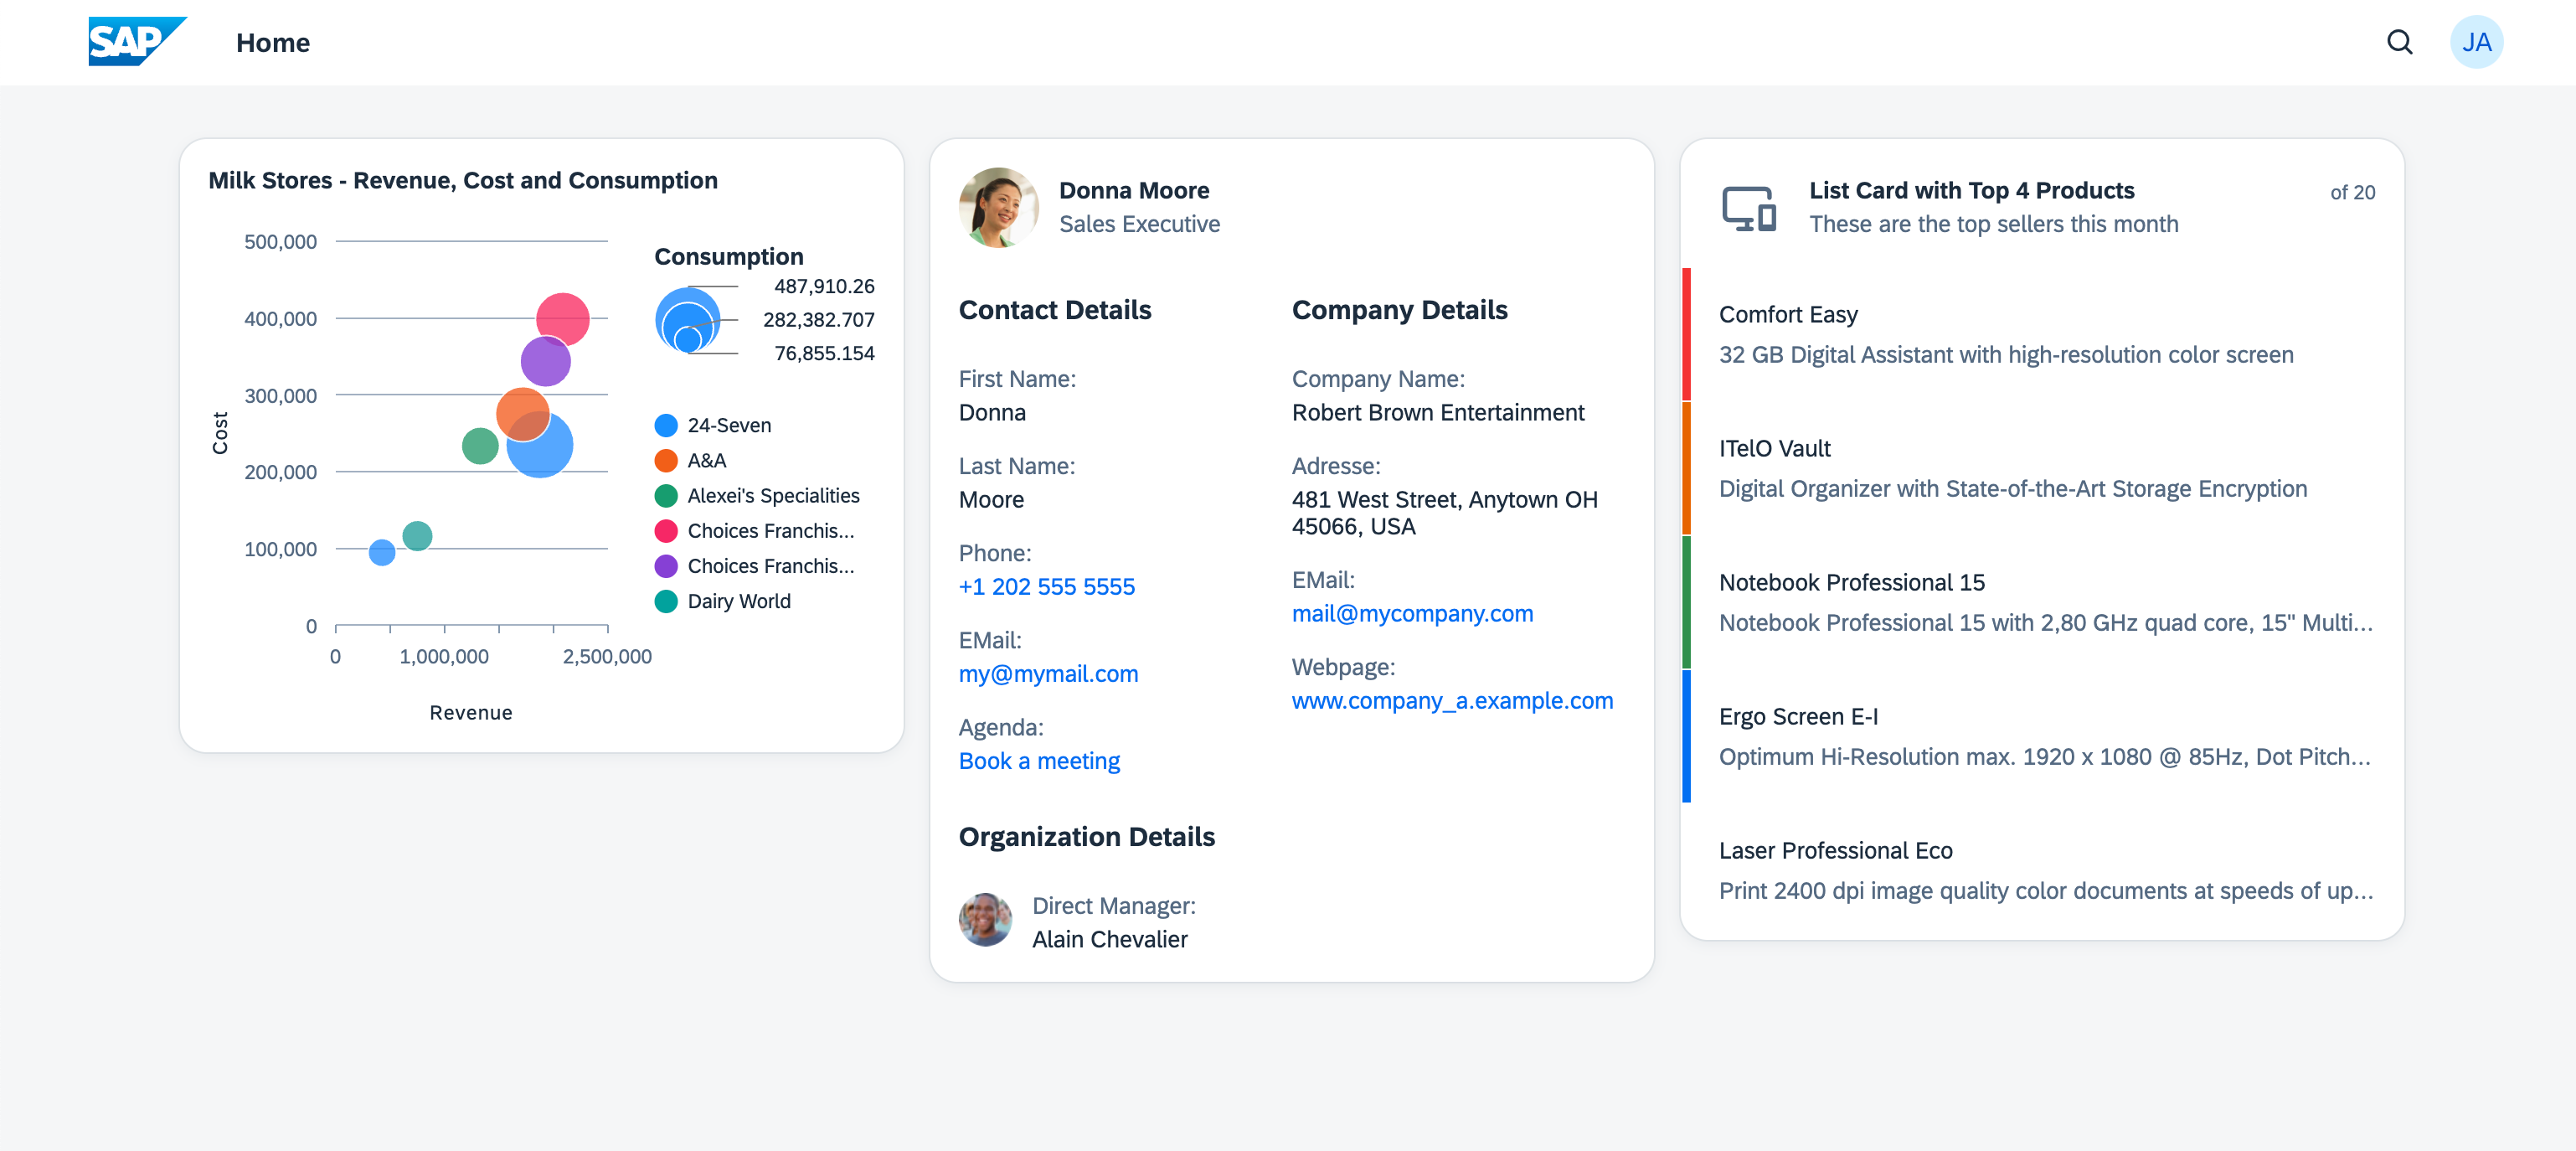 SAP
Home
JA
Milk Stores - Revenue, Cost and Consumption
500,000
400,000
300,000
200,000
100,000
0
Cost
0
1,000,000
2,500,000
Revenue
Consumption
487,910.26
282,382.707
76,855.154
24-Seven
A&A
Alexei's Specialities
Choices Franchis...
Choices Franchis...
Dairy World
Donna Moore
Sales Executive
Contact Details
First Name:
Donna
Last Name:
Moore
Phone:
+1 202 555 5555
EMail:
my@mymail.com
Agenda:
Book a meeting
Company Details
Company Name:
Robert Brown Entertainment
Adresse:
481 West Street, Anytown OH
45066, USA
EMail:
mail@mycompany.com
Webpage:
www.company_a.example.com
Organization Details
Direct Manager:
Alain Chevalier
List Card with Top 4 Products
of 20
These are the top sellers this month
Comfort Easy
32 GB Digital Assistant with high-resolution color screen
ITelO Vault
Digital Organizer with State-of-the-Art Storage Encryption
Notebook Professional 15
Notebook Professional 15 with 2,80 GHz quad core, 15" Multi...
Ergo Screen E-I
Optimum Hi-Resolution max. 1920 x 1080 @ 85Hz, Dot Pitch...
Laser Professional Eco
Print 2400 dpi image quality color documents at speeds of up...